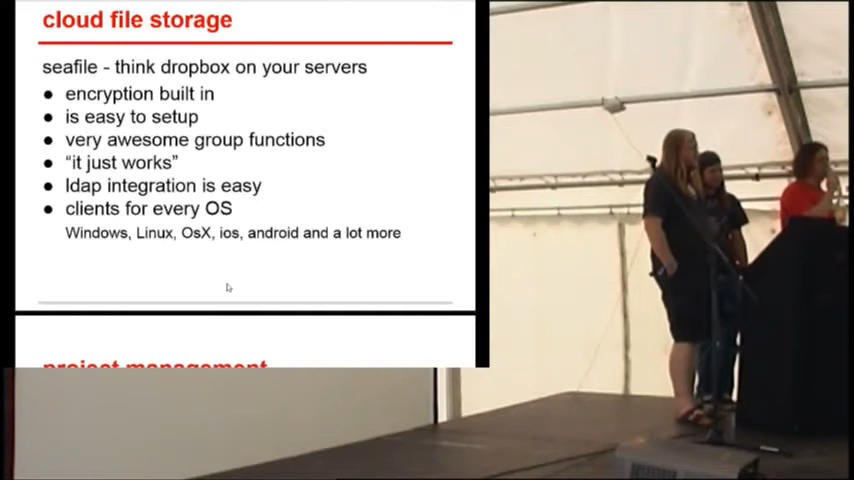 cloud file storage
seafile - think dropbox on your servers
● encryption built in
● is easy to setup
● very awesome group functions
● “it just works”
● ldap integration is easy
● clients for every OS
Windows, Linux, OsX, ios, android and a lot more
project management